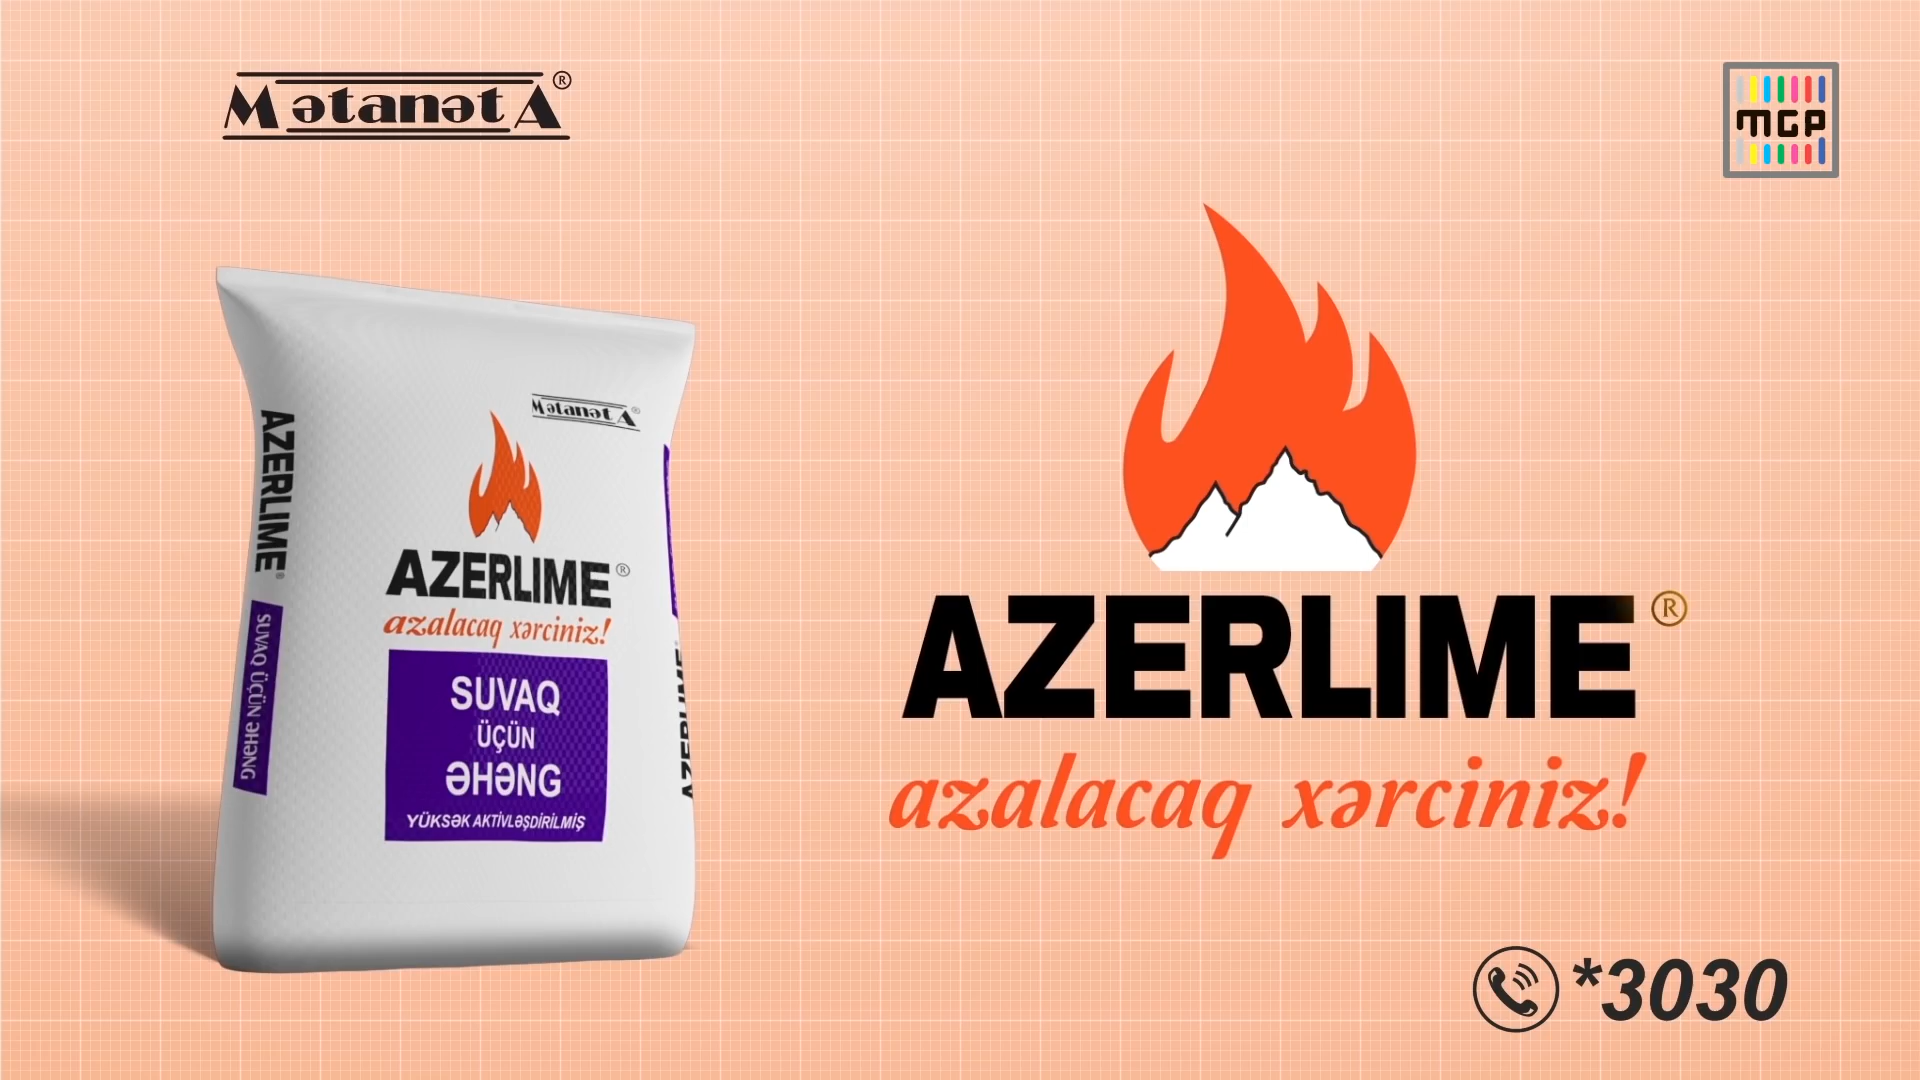 MətanətA®
MGP
MətanətA®
AZERLIME®
azalacaq xərciniz!
SUVAQ
ÜÇÜN
ƏHƏNG
YÜKSƏK AKTİVLƏŞDİRİLMİŞ
AZERLIME®
SUVAQ ÜÇÜN ƏHƏNG
AZERLIME
AZERLIME®
azalacaq xərciniz!
*3030